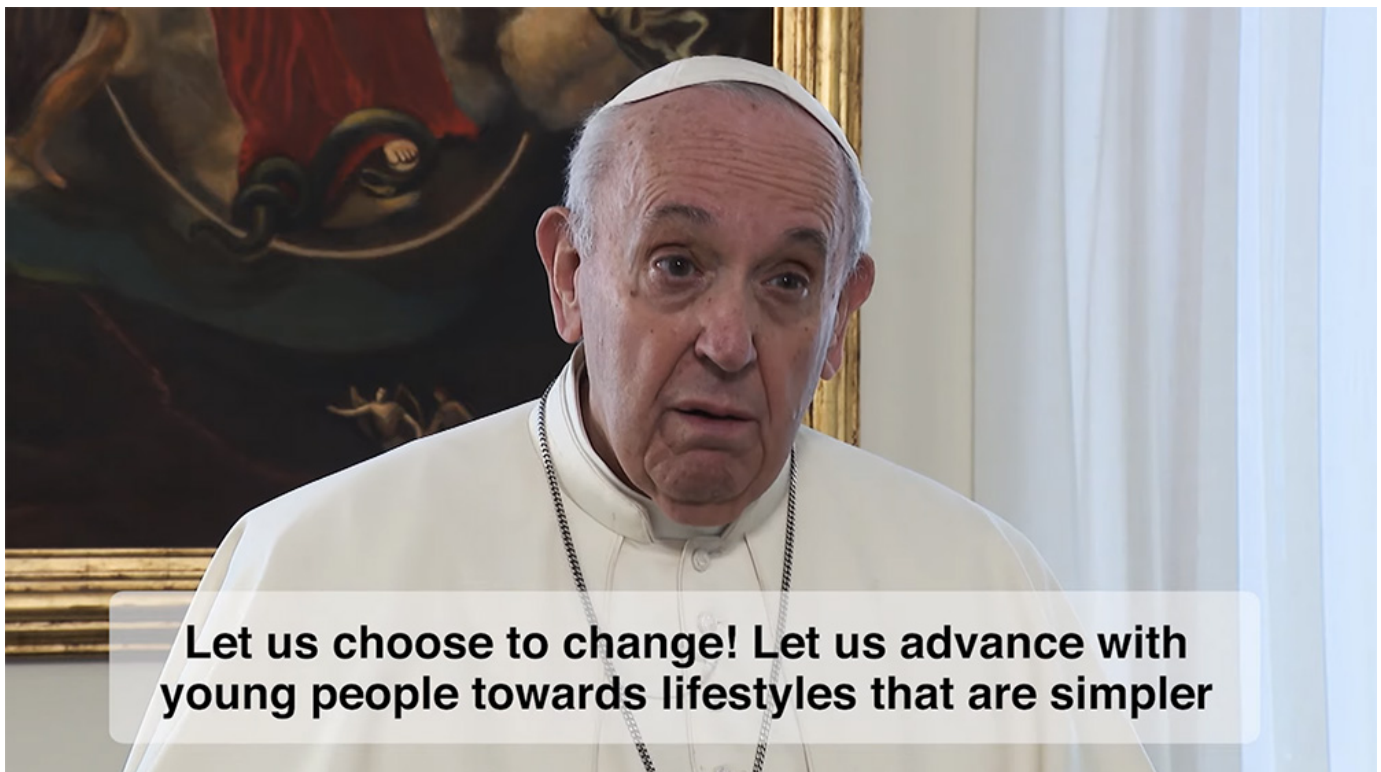 Let us choose to change! Let us advance with
young people towards lifestyles that are simpler